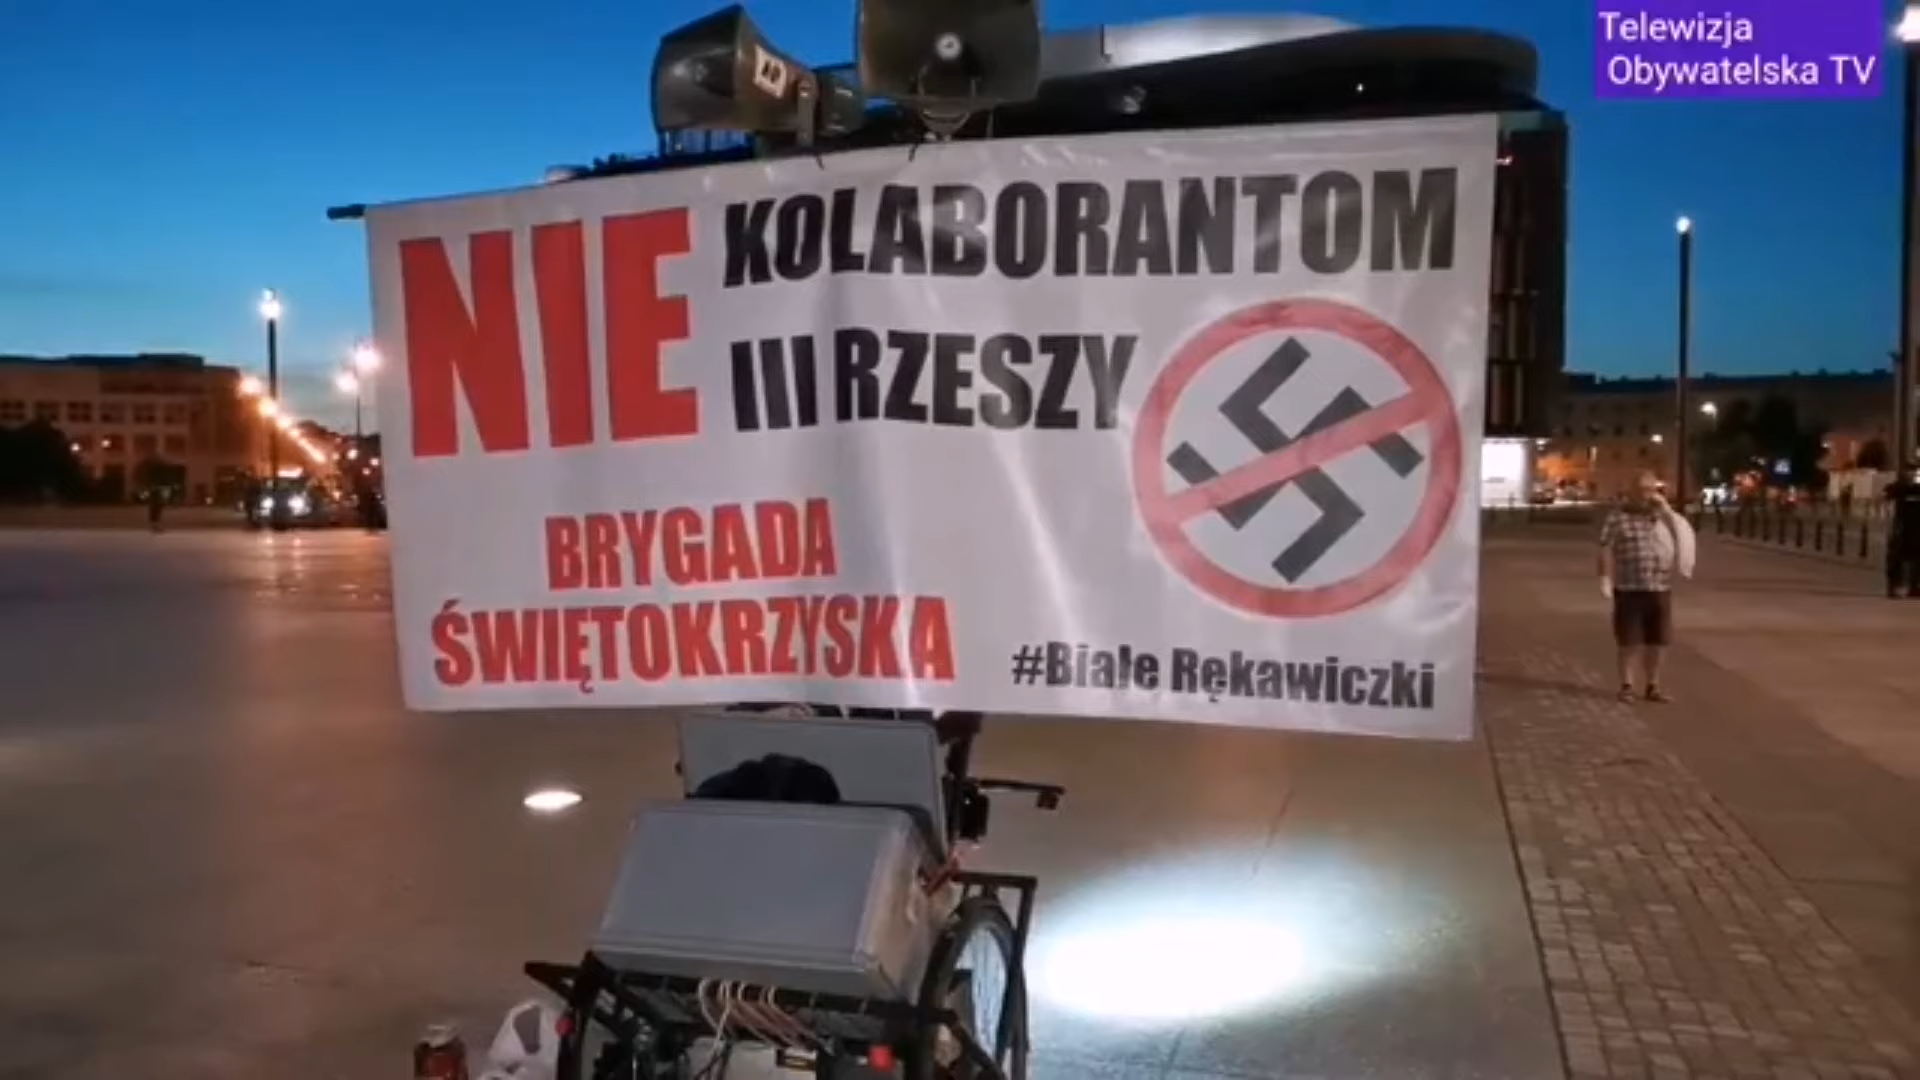 Telewizja
Obywatelska TV
NIE KOLABORANTOM
III RZESZY
BRYGADA
ŚWIĘTOKRZYSKA
#Białe Rękawiczki